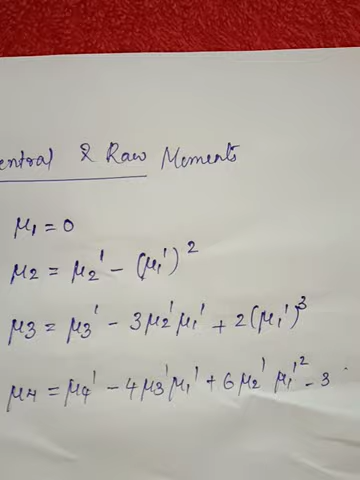 entral & Raw Moments
μ1 = 0
μ2 = μ2' - (μ1')^2
μ3 = μ3' - 3μ2'μ1' + 2(μ1')^3
μ4 = μ4' - 4μ3'μ1' + 6μ2' μ1'^2 - 3